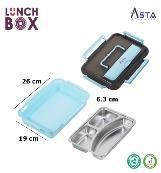 LUNCH
BOX
ASTA
26 cm
6.3 cm
19 cm